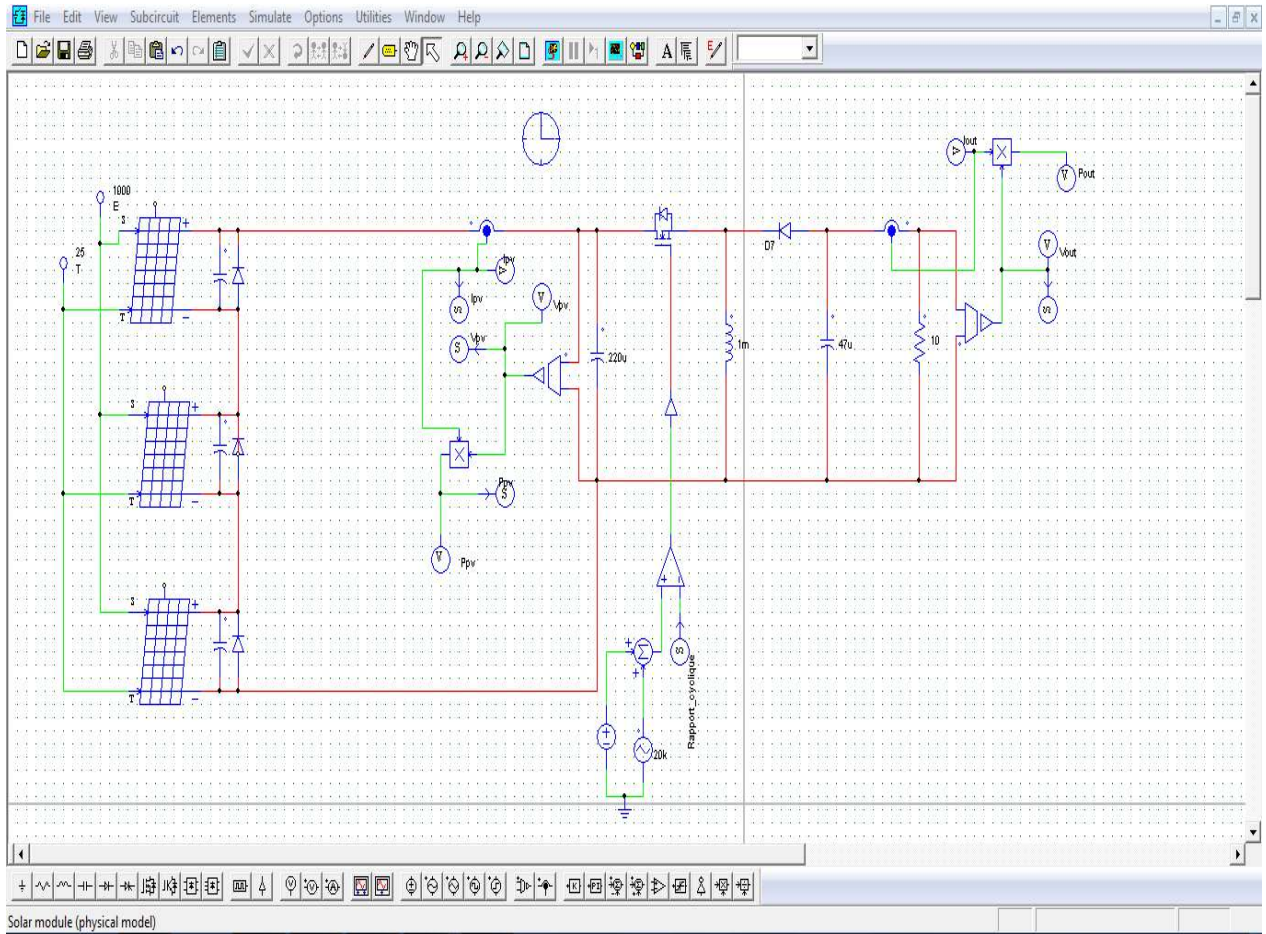 File Edit View Subcircuit Elements Simulate Options Utilities Window Help
1000
E
S
+
25
T
T
-
S
+
T
-
S
+
T
-
Ipv
A
Ipv
S
V
Vpv
Vpv
S
220u
X
Ppv
S
V
Ppv
1m
D7
47u
10
A
Iout
X
V
Pout
V
Vout
S
+ -
+
Σ
+
S
Rapport_cyclique
20k
Solar module (physical model)